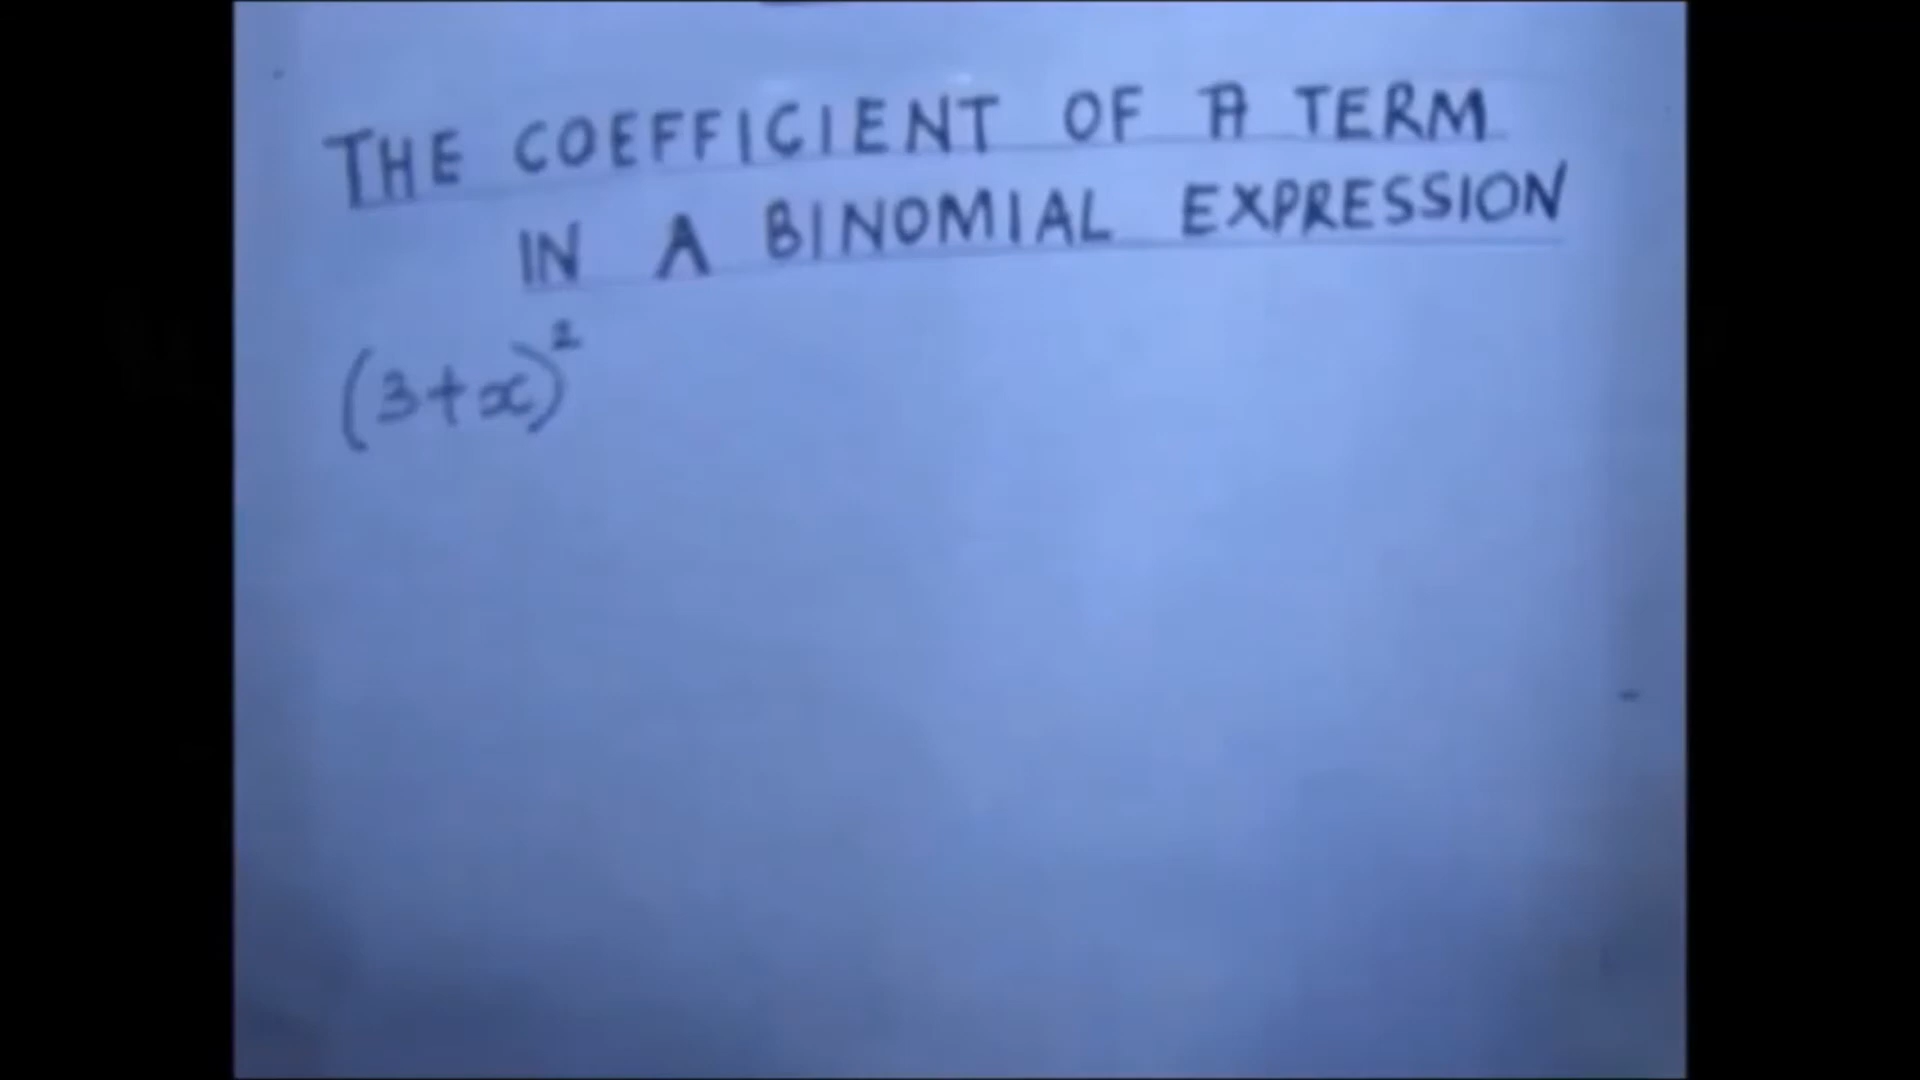 THE COEFFICIENT OF A TERM
IN A BINOMIAL EXPRESSION
(3+x)²